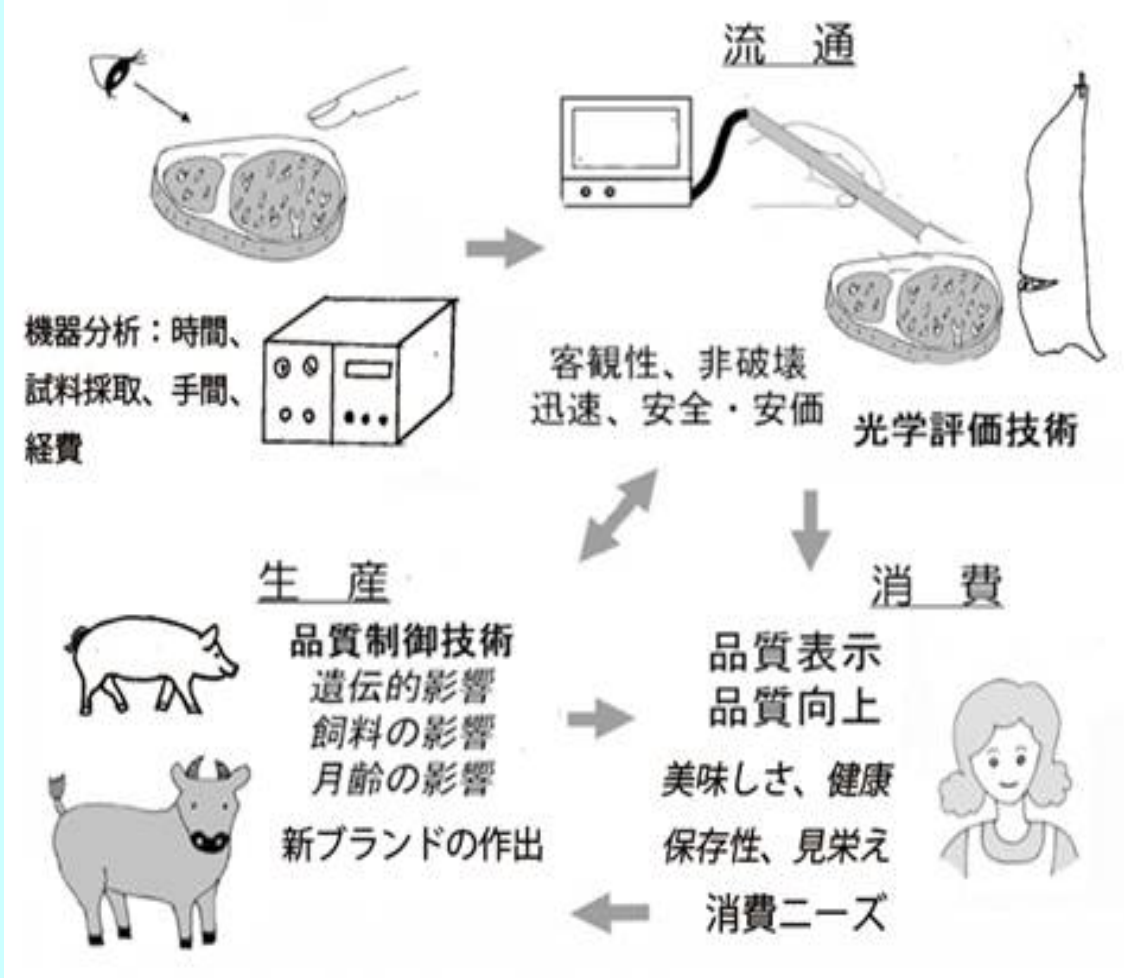 流　通
機器分析：時間、
試料採取、手間、
経費
客観性、非破壊
迅速、安全・安価
光学評価技術
生　産
品質制御技術
遺伝的影響
飼料の影響
月齢の影響
新ブランドの作出
消　費
品質表示
品質向上
美味しさ、健康
保存性、見栄え
消費ニーズ